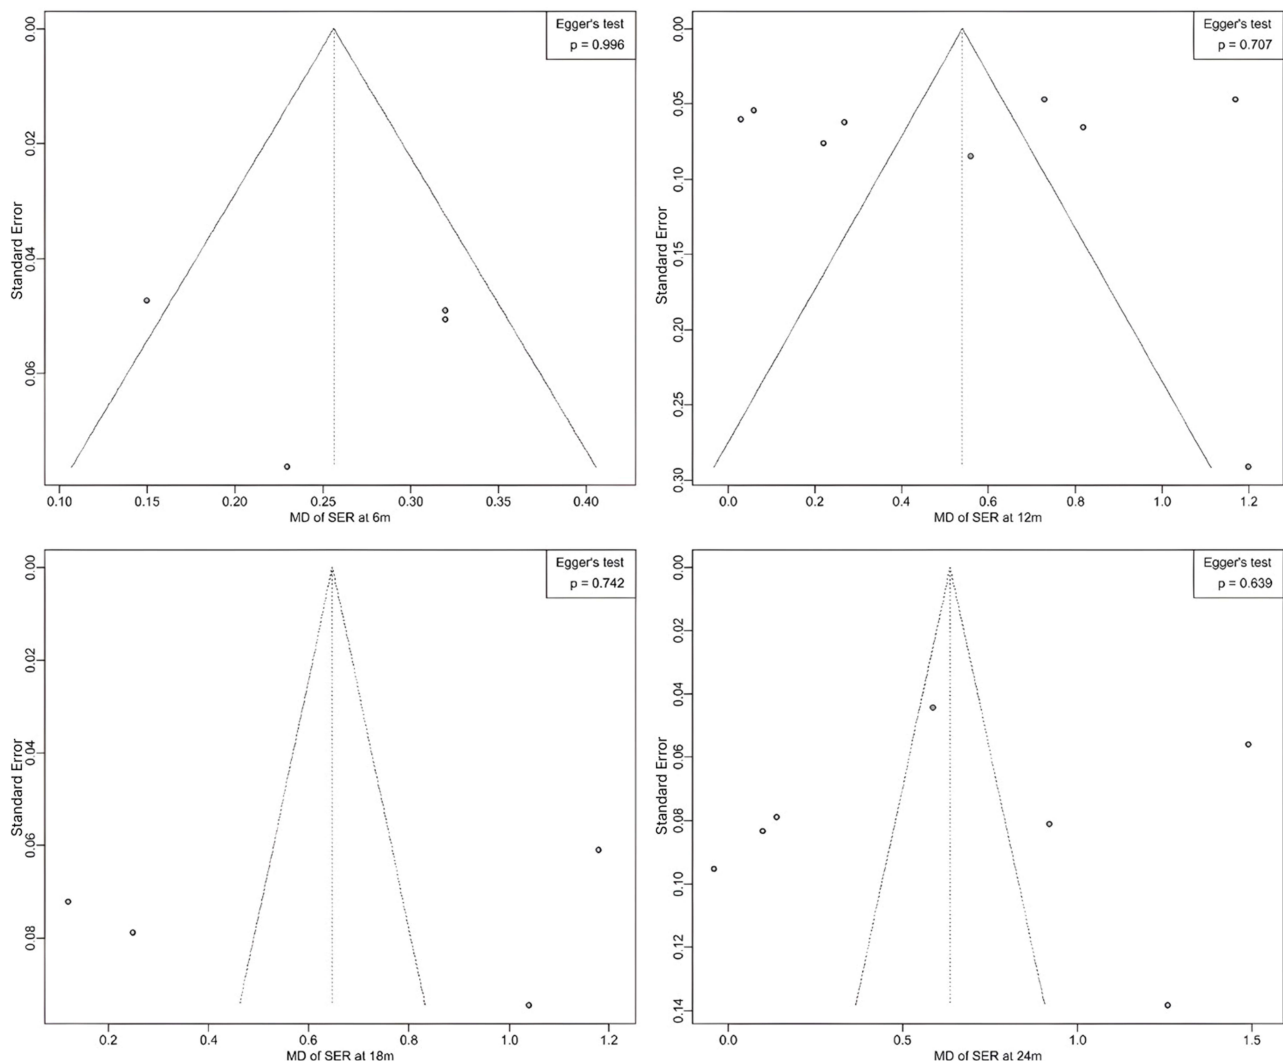 Egger's test
p = 0.996
Standard Error
0.00
0.02
0.04
0.06
0.10 0.15 0.20 0.25 0.30 0.35 0.40
MD of SER at 6m
Egger's test
p = 0.707
Standard Error
0.00
0.05
0.10
0.15
0.20
0.25
0.30
0.0 0.2 0.4 0.6 0.8 1.0 1.2
MD of SER at 12m
Egger's test
p = 0.742
Standard Error
0.00
0.02
0.04
0.06
0.08
0.2 0.4 0.6 0.8 1.0 1.2
MD of SER at 18m
Egger's test
p = 0.639
Standard Error
0.00
0.02
0.04
0.06
0.08
0.10
0.12
0.14
0.0 0.5 1.0 1.5
MD of SER at 24m